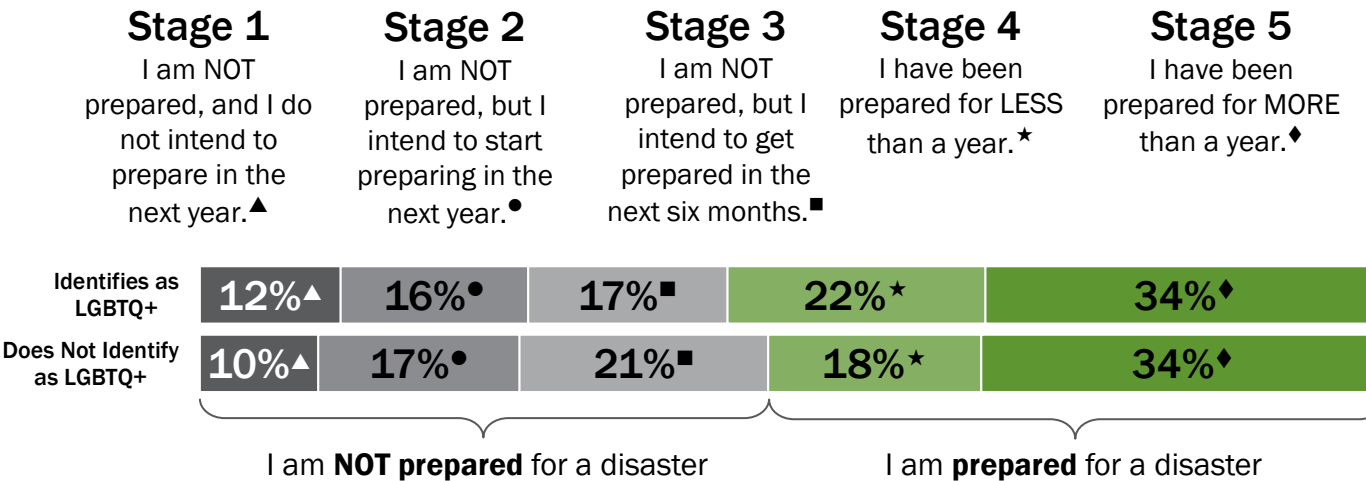 Stage 1
I am NOT
prepared, and I do
not intend to
prepare in the
next year.▲
Stage 2
I am NOT
prepared, but I
intend to start
preparing in the
next year.●
Stage 3
I am NOT
prepared, but I
intend to get
prepared in the
next six months.■
Stage 4
I have been
prepared for LESS
than a year.★
Stage 5
I have been
prepared for MORE
than a year.♦
Identifies as
LGBTQ+
12%▲ 16%● 17%■ 22%★ 34%♦
Does Not Identify
as LGBTQ+
10%▲ 17%● 21%■ 18%★ 34%♦
I am NOT prepared for a disaster
I am prepared for a disaster